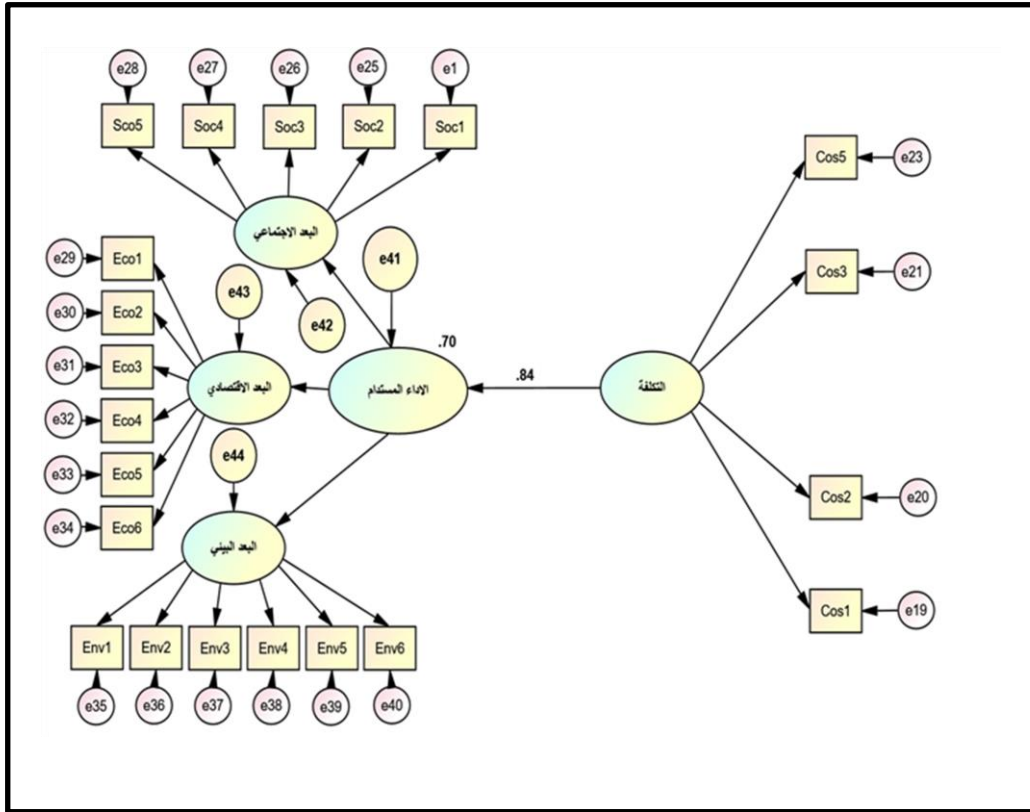 e28 e27 e26 e25 e1
Sco5 Soc4 Soc3 Soc2 Soc1
البعد الاجتماعي
e41
e42
e43
e29 Eco1
e30 Eco2
e31 Eco3
e32 Eco4
e33 Eco5
e34 Eco6
البعد الاقتصادي
الاداء المستدام
.70
.84
التكلفة
Cos5 e23
Cos3 e21
Cos2 e20
Cos1 e19
e44
البعد البيئي
Env1 Env2 Env3 Env4 Env5 Env6
e35 e36 e37 e38 e39 e40